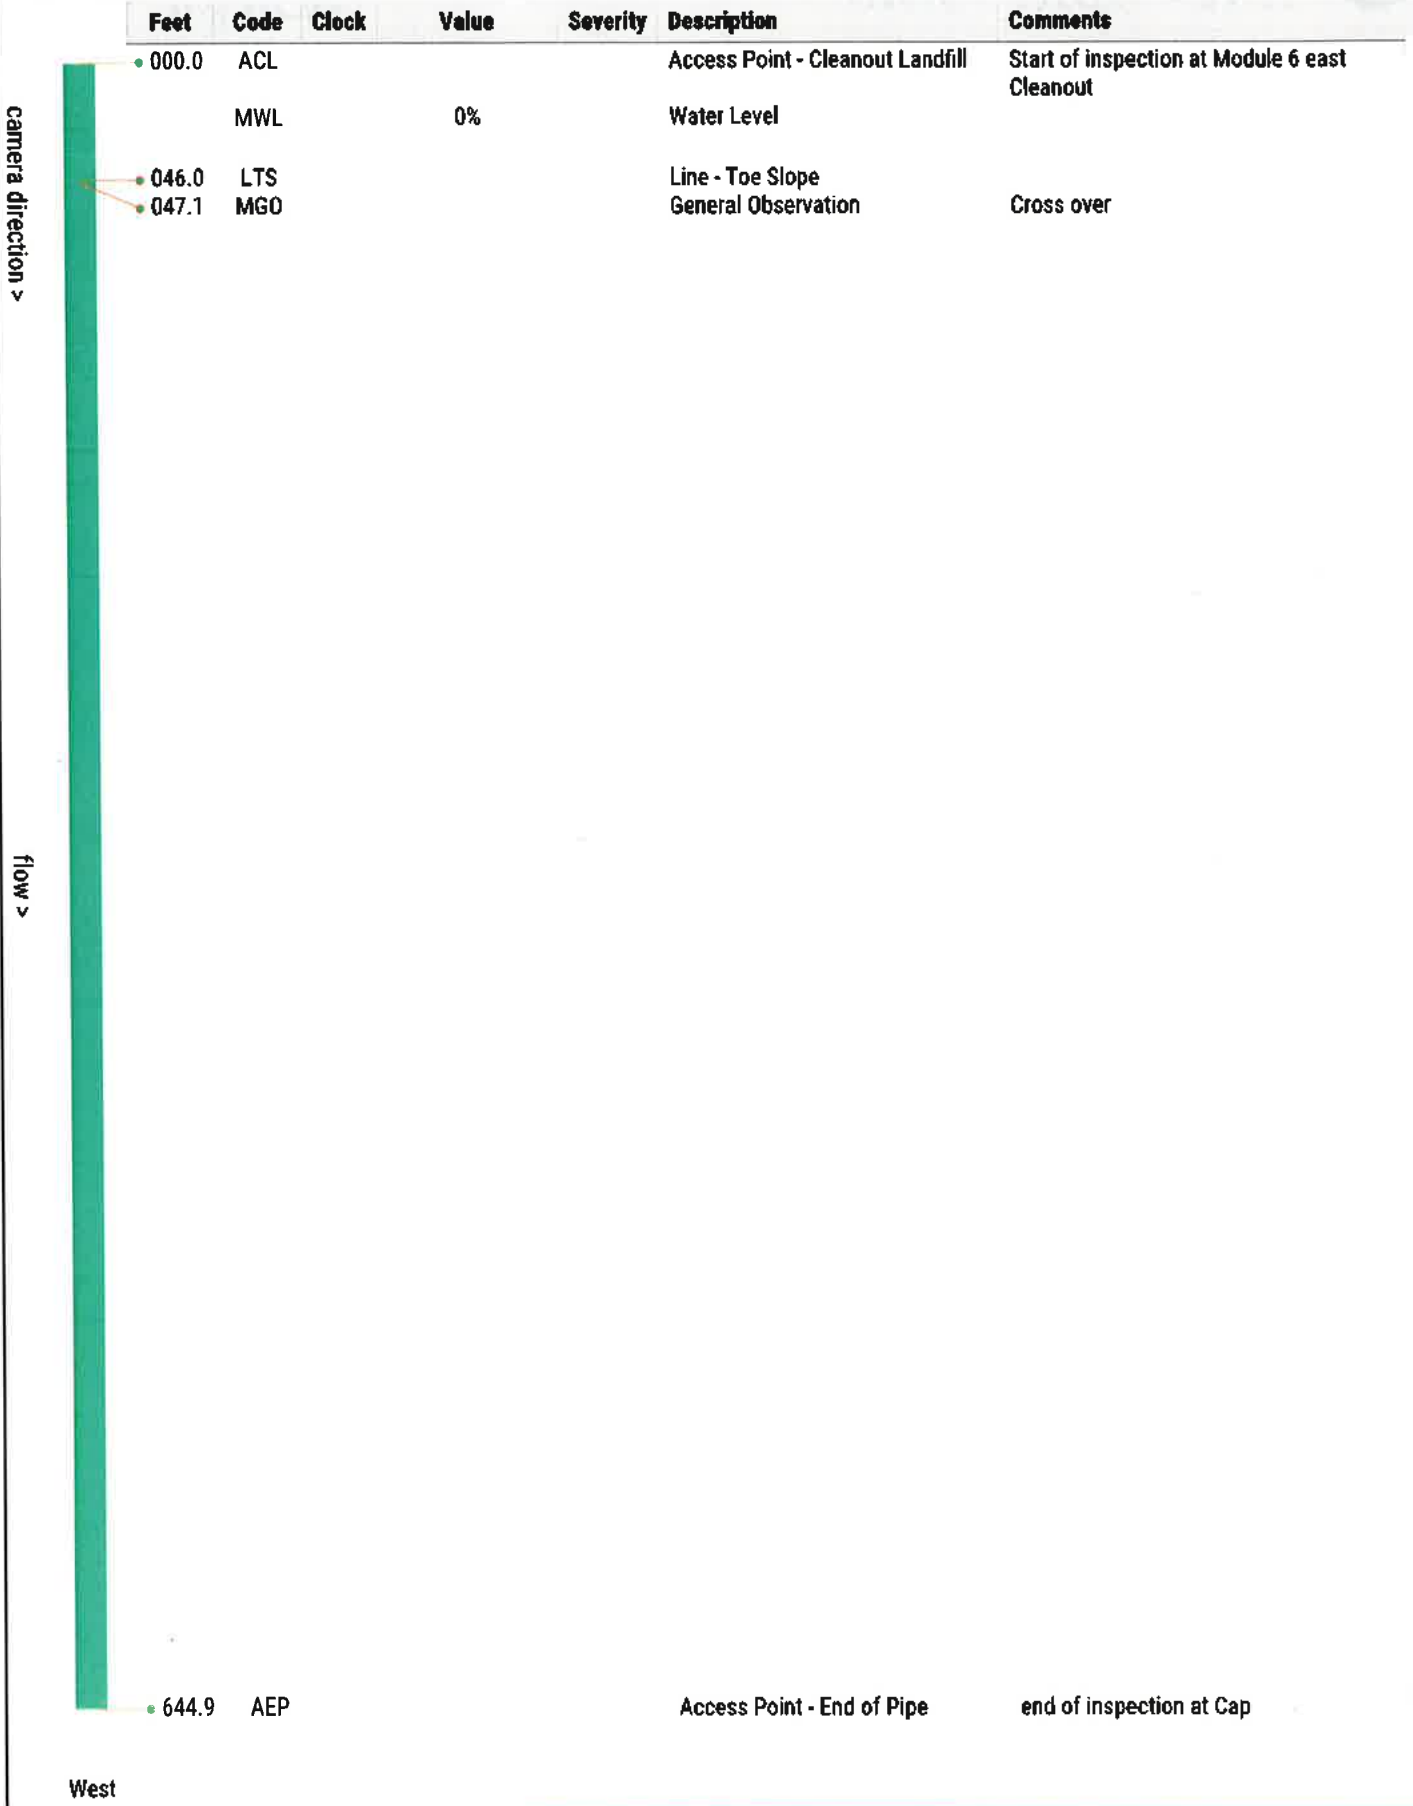 Feet Code Clock Value Severity Description Comments
000.0 ACL Access Point - Cleanout Landfill Start of inspection at Module 6 east
Cleanout
MWL 0% Water Level
046.0 LTS Line - Toe Slope
047.1 MGO General Observation Cross over
camera direction >
flow >
644.9 AEP Access Point - End of Pipe end of inspection at Cap
West